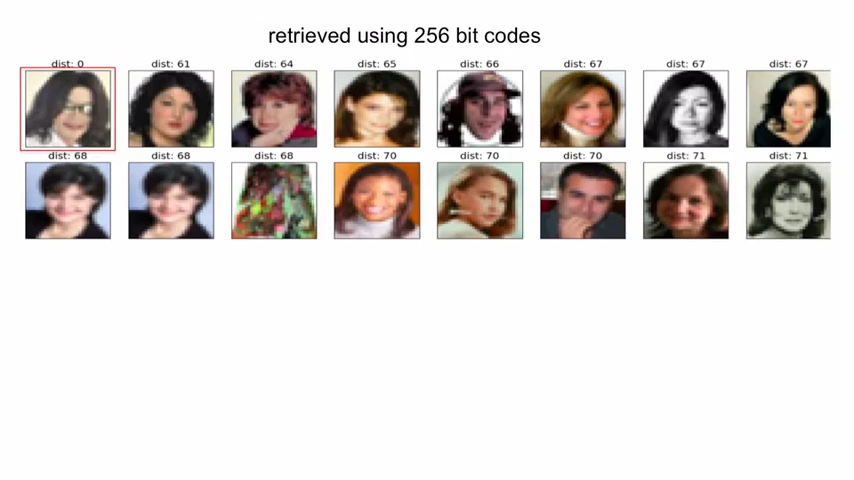 retrieved using 256 bit codes
dist: 0 dist: 61 dist: 64 dist: 65 dist: 66 dist: 67 dist: 67 dist: 67
dist: 68 dist: 68 dist: 68 dist: 70 dist: 70 dist: 70 dist: 71 dist: 71